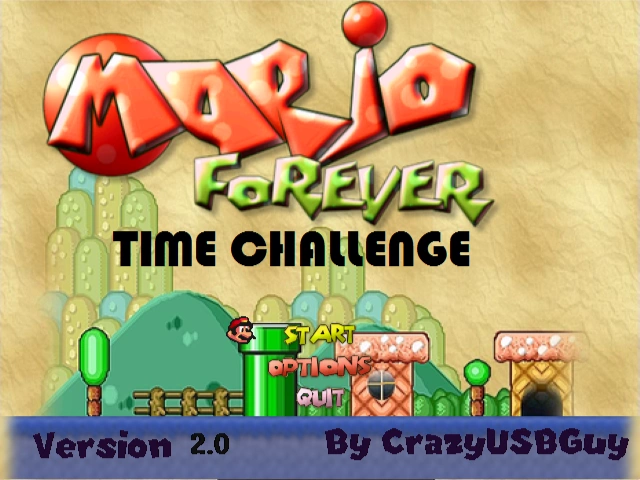 MARIO
FOREVER
TIME CHALLENGE
START
OPTIONS
QUIT
Version 2.0 By CrazyUSBGuy